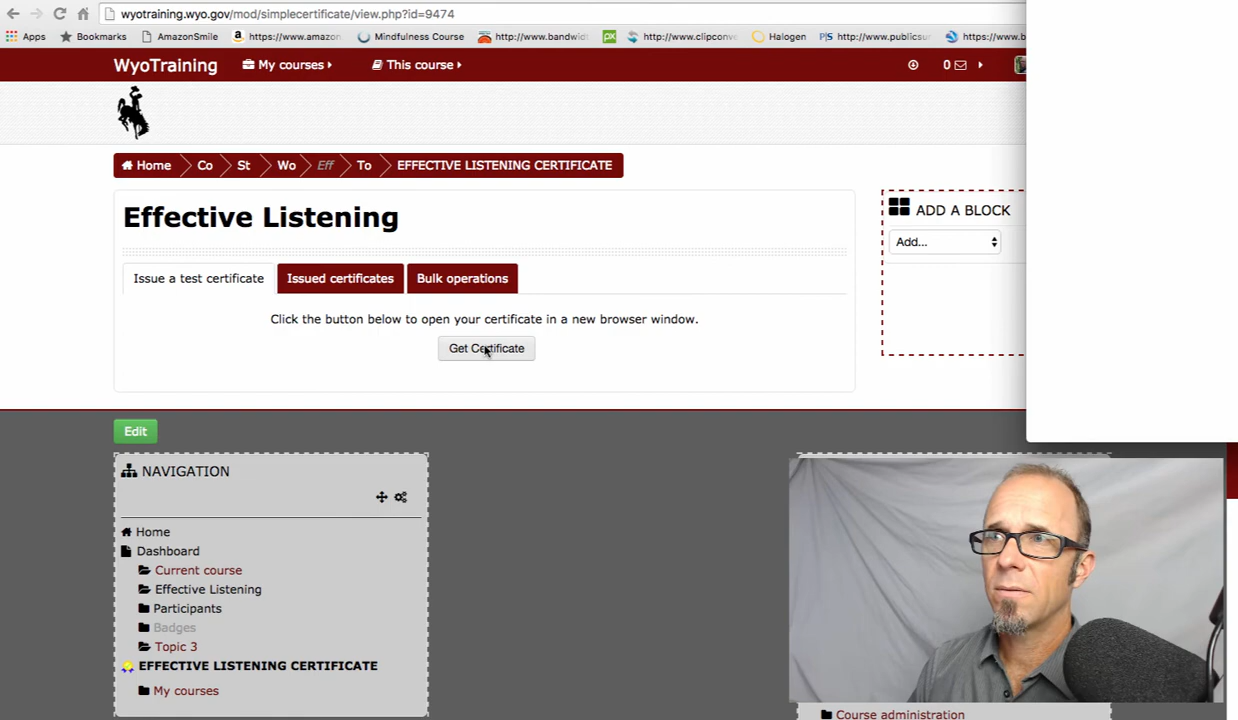 wyotraining.wyo.gov/mod/simplecertificate/view.php?id=9474
Apps Bookmarks AmazonSmile https://www.amazon. Mindfulness Course http://www.bandwidt http://www.clipconve Halogen P|S http://www.publicsur https://www.b
WyoTraining My courses This course 0
Home Co St Wo Eff To EFFECTIVE LISTENING CERTIFICATE
Effective Listening
ADD A BLOCK
Add...
Issue a test certificate Issued certificates Bulk operations
Click the button below to open your certificate in a new browser window.
Get Certificate
Edit
NAVIGATION
Home
Dashboard
Current course
Effective Listening
Participants
Badges
Topic 3
EFFECTIVE LISTENING CERTIFICATE
My courses
Course administration